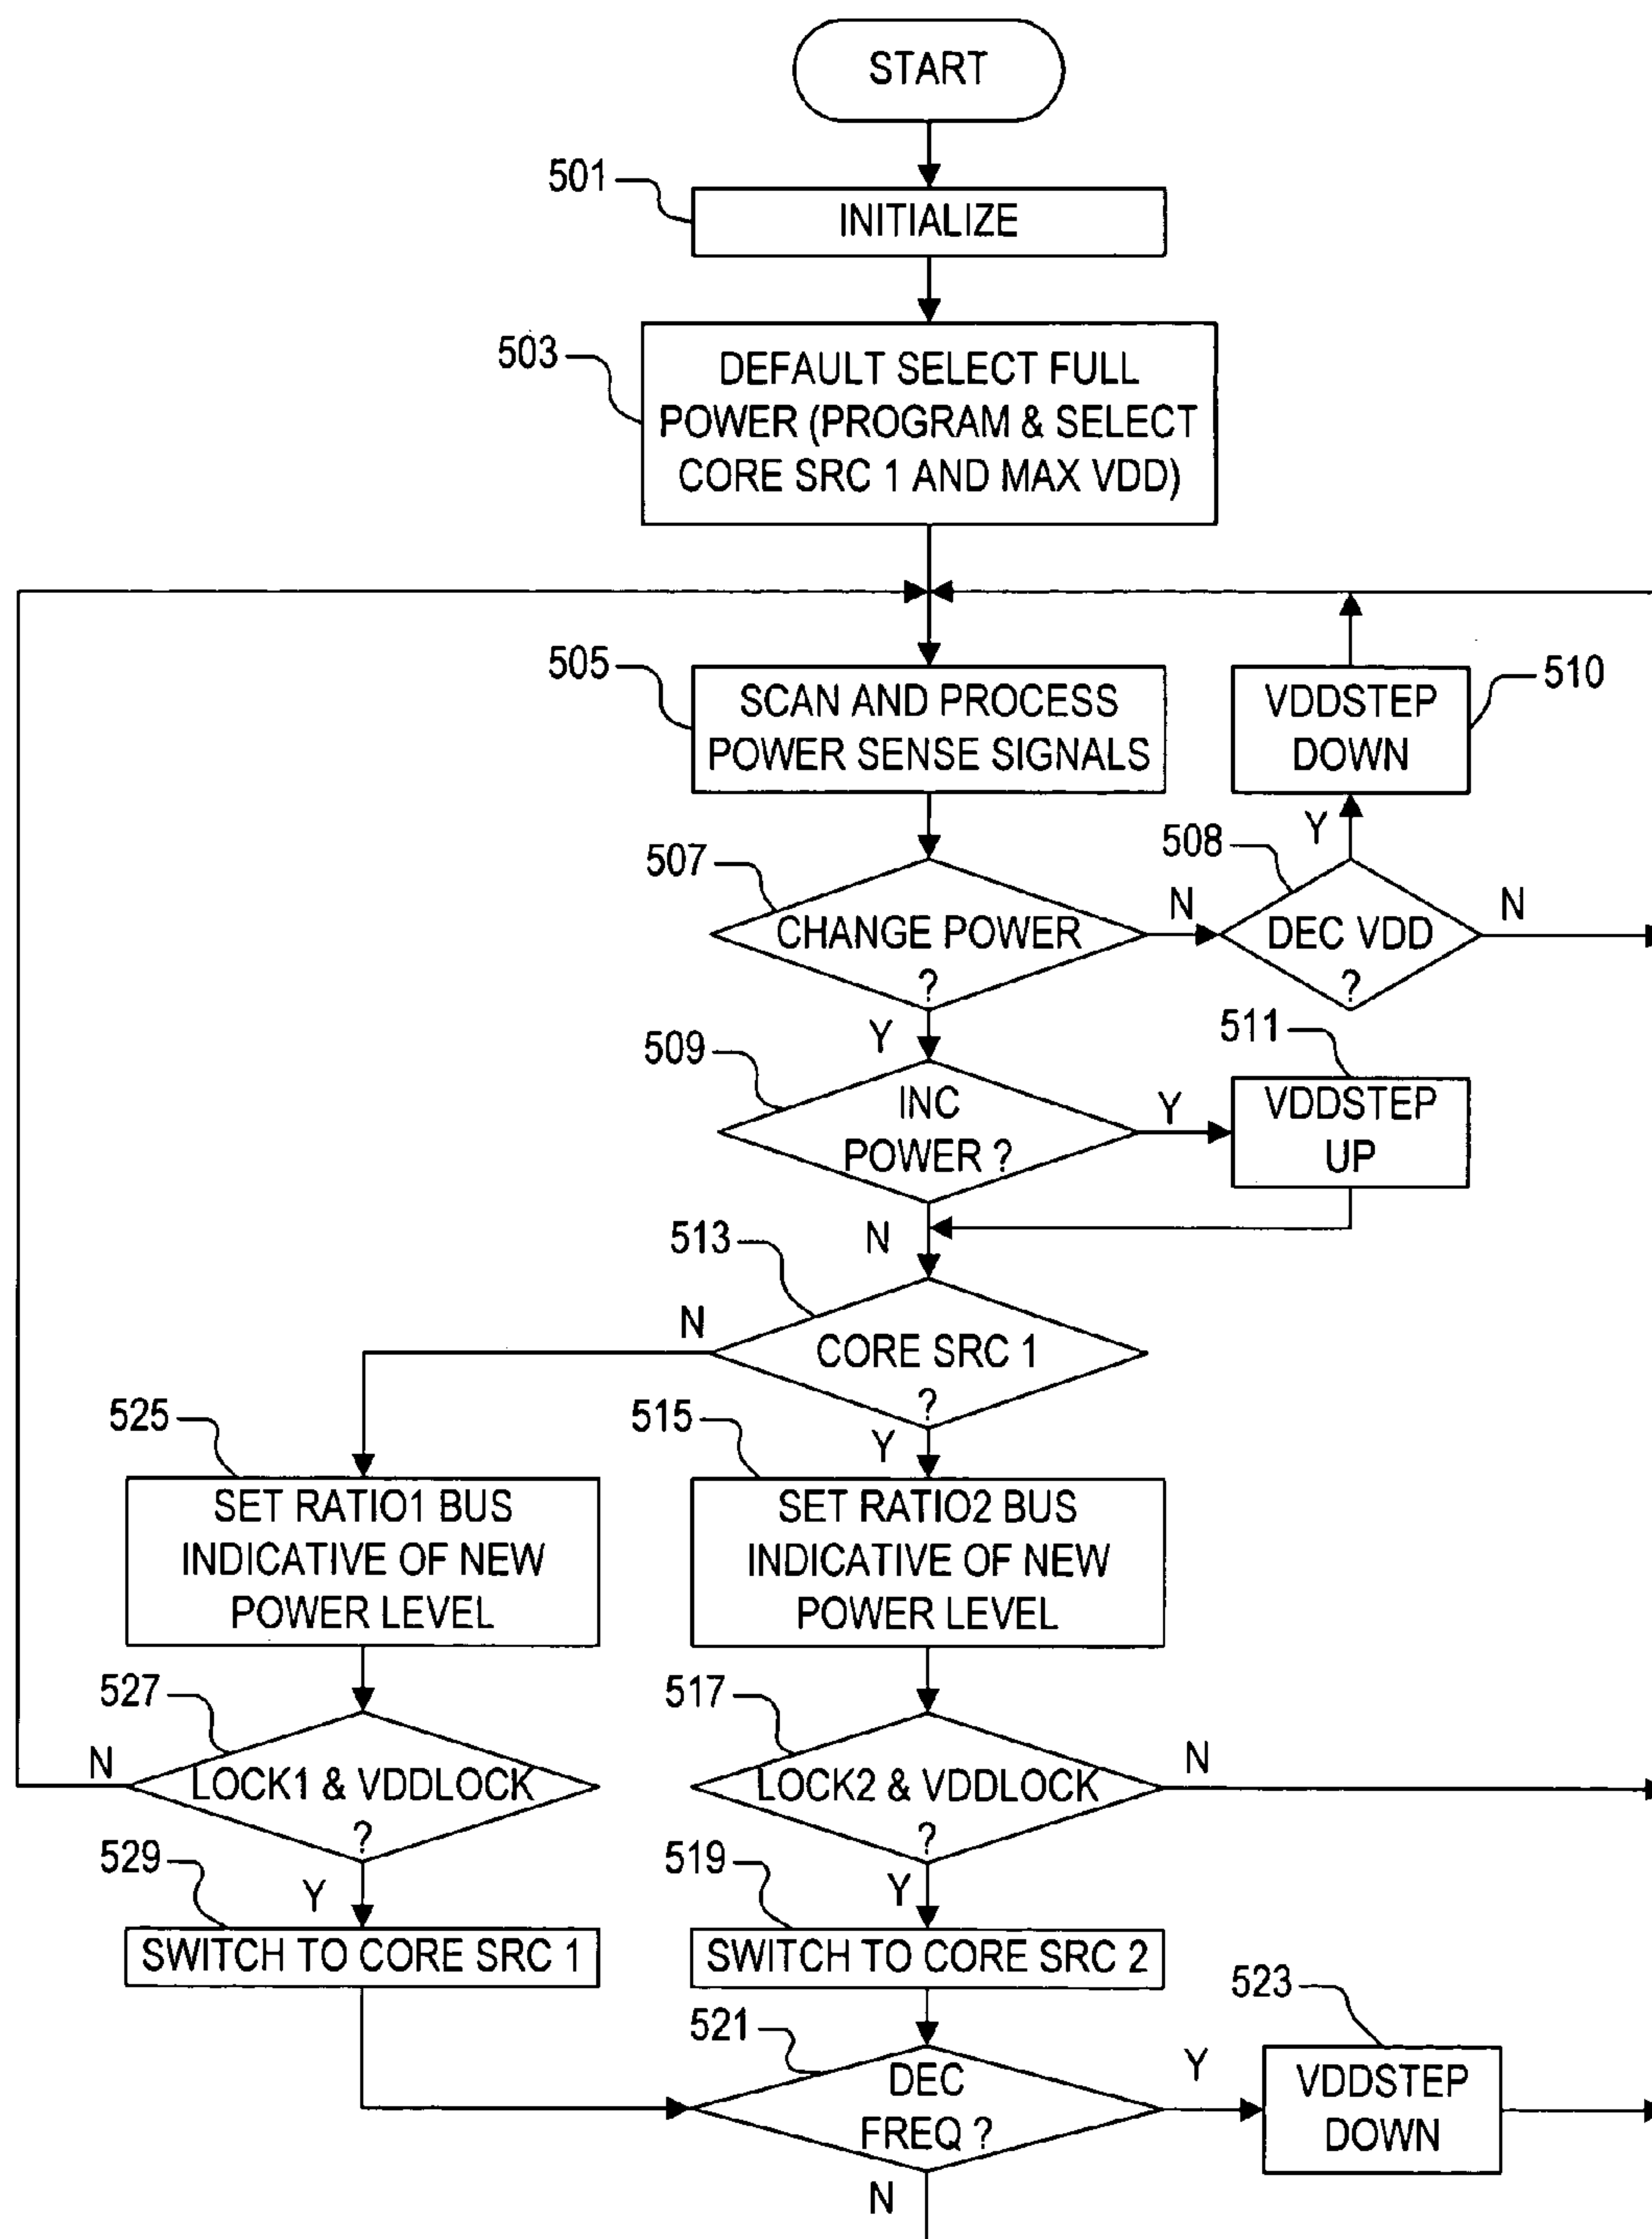 START
501
INITIALIZE
503
DEFAULT SELECT FULL
POWER (PROGRAM & SELECT
CORE SRC 1 AND MAX VDD)
505
SCAN AND PROCESS
POWER SENSE SIGNALS
VDDSTEP
DOWN
510
507
CHANGE POWER
?
N
508
Y
DEC VDD
?
N
Y
509
INC
POWER ?
Y
511
VDDSTEP
UP
N
513
N
CORE SRC 1
?
Y
525
SET RATIO1 BUS
INDICATIVE OF NEW
POWER LEVEL
515
SET RATIO2 BUS
INDICATIVE OF NEW
POWER LEVEL
527
N
LOCK1 & VDDLOCK
?
Y
517
LOCK2 & VDDLOCK
?
N
Y
529
SWITCH TO CORE SRC 1
519
SWITCH TO CORE SRC 2
521
DEC
FREQ ?
Y
523
VDDSTEP
DOWN
N